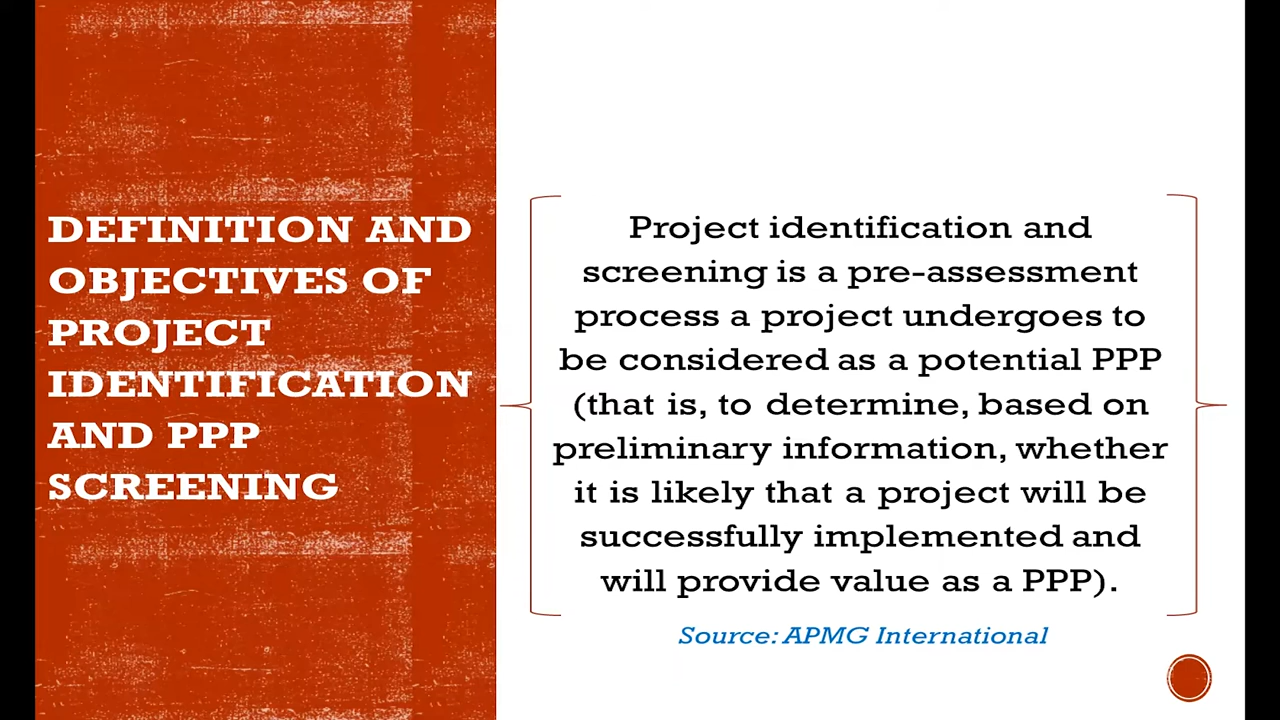 DEFINITION AND
OBJECTIVES OF
PROJECT
IDENTIFICATION
AND PPP
SCREENING
Project identification and
screening is a pre-assessment
process a project undergoes to
be considered as a potential PPP
(that is, to determine, based on
preliminary information, whether
it is likely that a project will be
successfully implemented and
will provide value as a PPP).
Source: APMG International